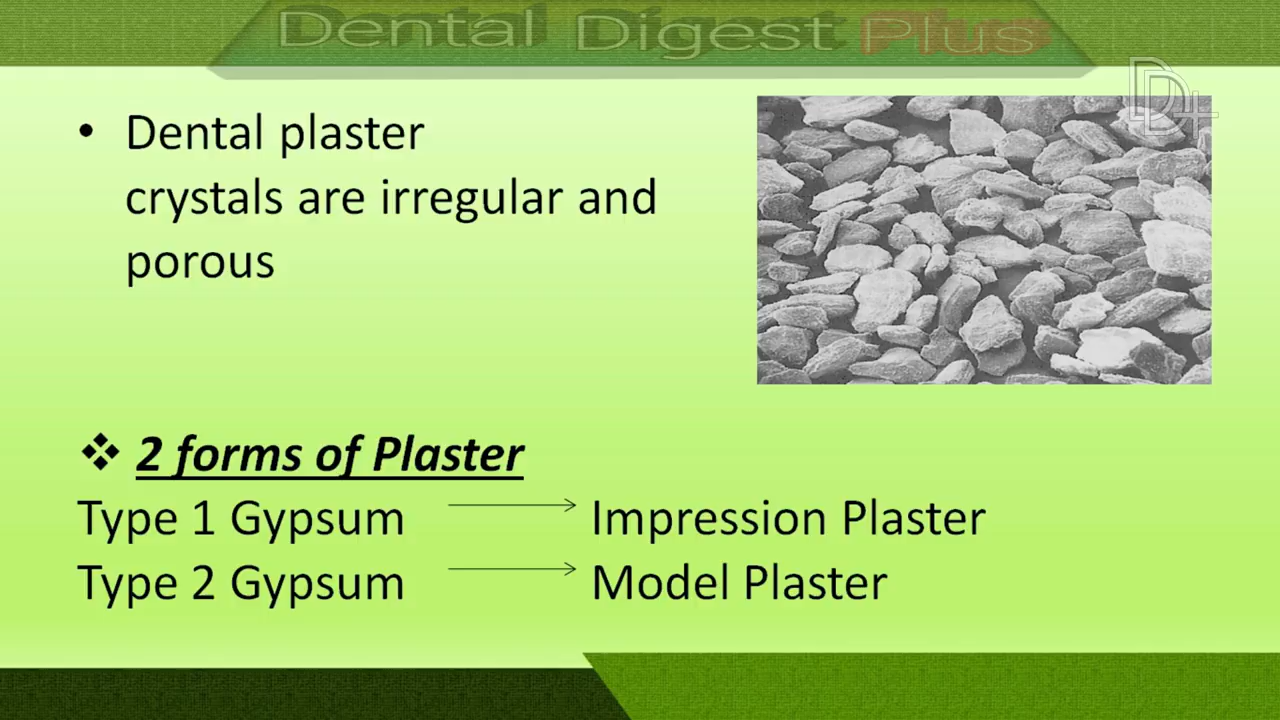 Dental Digest Plus
DD+
• Dental plaster
crystals are irregular and
porous
❖ 2 forms of Plaster
Type 1 Gypsum → Impression Plaster
Type 2 Gypsum → Model Plaster